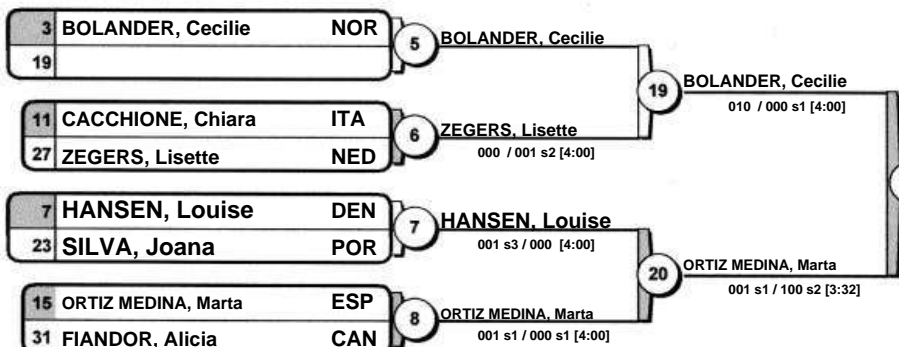 3 BOLANDER, Cecilie NOR
19
5
BOLANDER, Cecilie
11 CACCHIONE, Chiara ITA
27 ZEGERS, Lisette NED
6
ZEGERS, Lisette
000 / 001 s2 [4:00]
19
BOLANDER, Cecilie
010 / 000 s1 [4:00]
7 HANSEN, Louise DEN
23 SILVA, Joana POR
7
HANSEN, Louise
001 s3 / 000 [4:00]
15 ORTIZ MEDINA, Marta ESP
31 FIANDOR, Alicia CAN
8
ORTIZ MEDINA, Marta
001 s1 / 000 s1 [4:00]
20
ORTIZ MEDINA, Marta
001 s1 / 100 s2 [3:32]